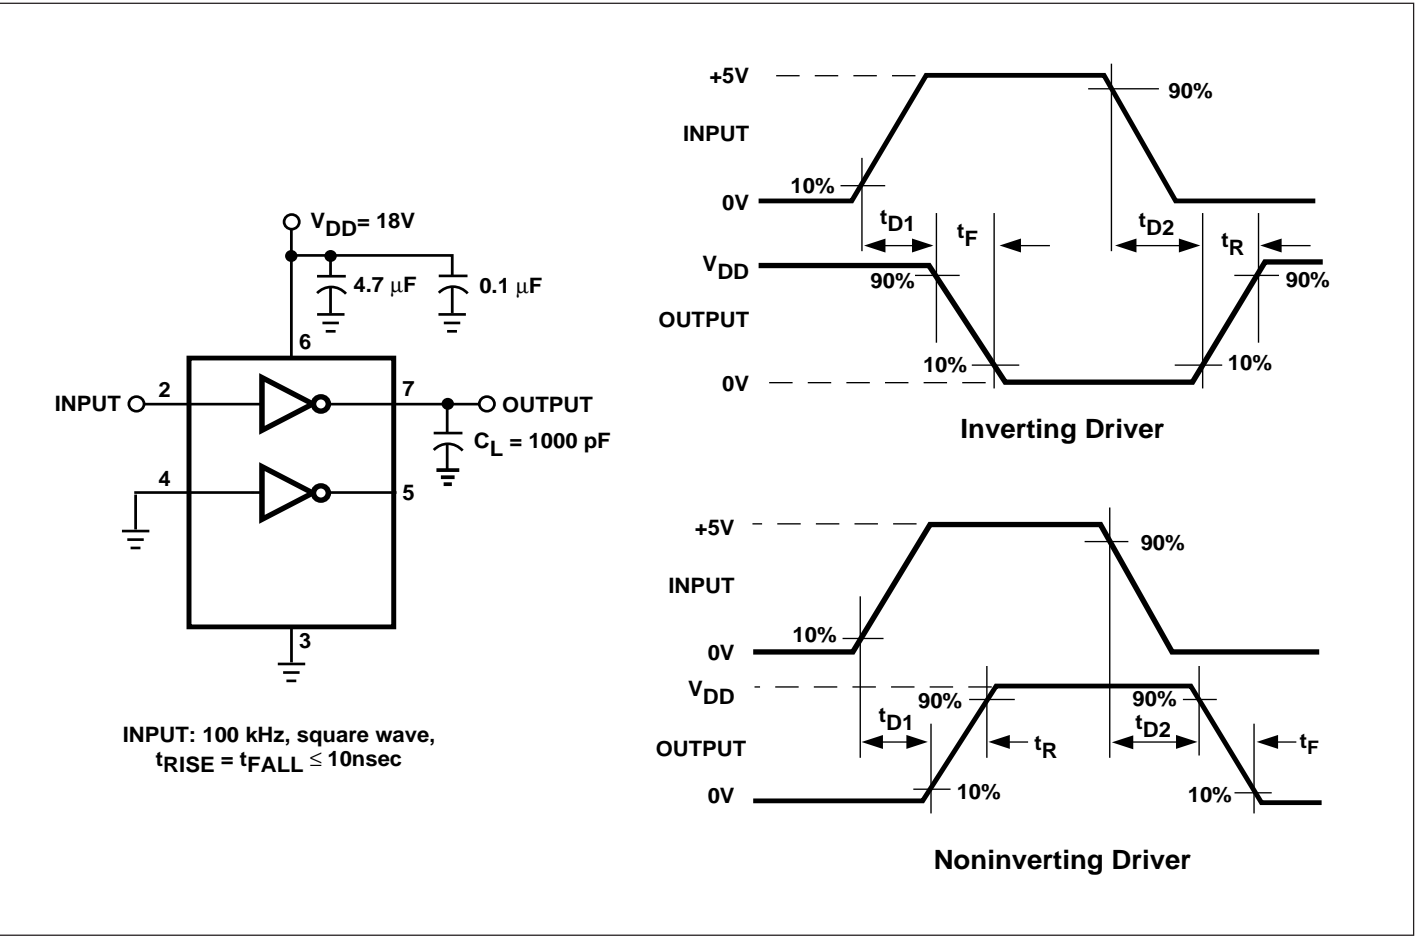 V_DD = 18V
4.7 µF
0.1 µF
6
INPUT
2
7
OUTPUT
C_L = 1000 pF
4
5
3
INPUT: 100 kHz, square wave,
t_RISE = t_FALL ≤ 10nsec
+5V
90%
INPUT
10%
0V
t_D1
t_F
t_D2
t_R
V_DD
90%
90%
OUTPUT
10%
10%
0V
Inverting Driver
+5V
90%
INPUT
10%
0V
V_DD
90%
90%
t_D1
t_R
t_D2
t_F
OUTPUT
10%
10%
0V
Noninverting Driver